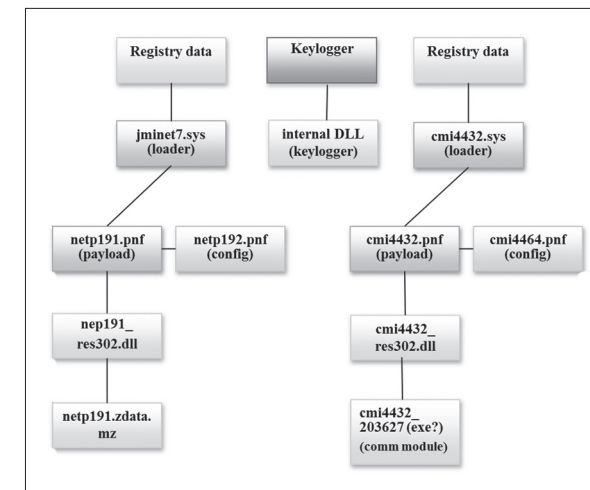 Registry data
Keylogger
Registry data
jminet7.sys
(loader)
internal DLL
(keylogger)
cmi4432.sys
(loader)
netp191.pnf
(payload)
netp192.pnf
(config)
cmi4432.pnf
(payload)
cmi4464.pnf
(config)
nep191_
res302.dll
cmi4432_
res302.dll
netp191.zdata.
mz
cmi4432_
203627 (exe?)
(comm module)